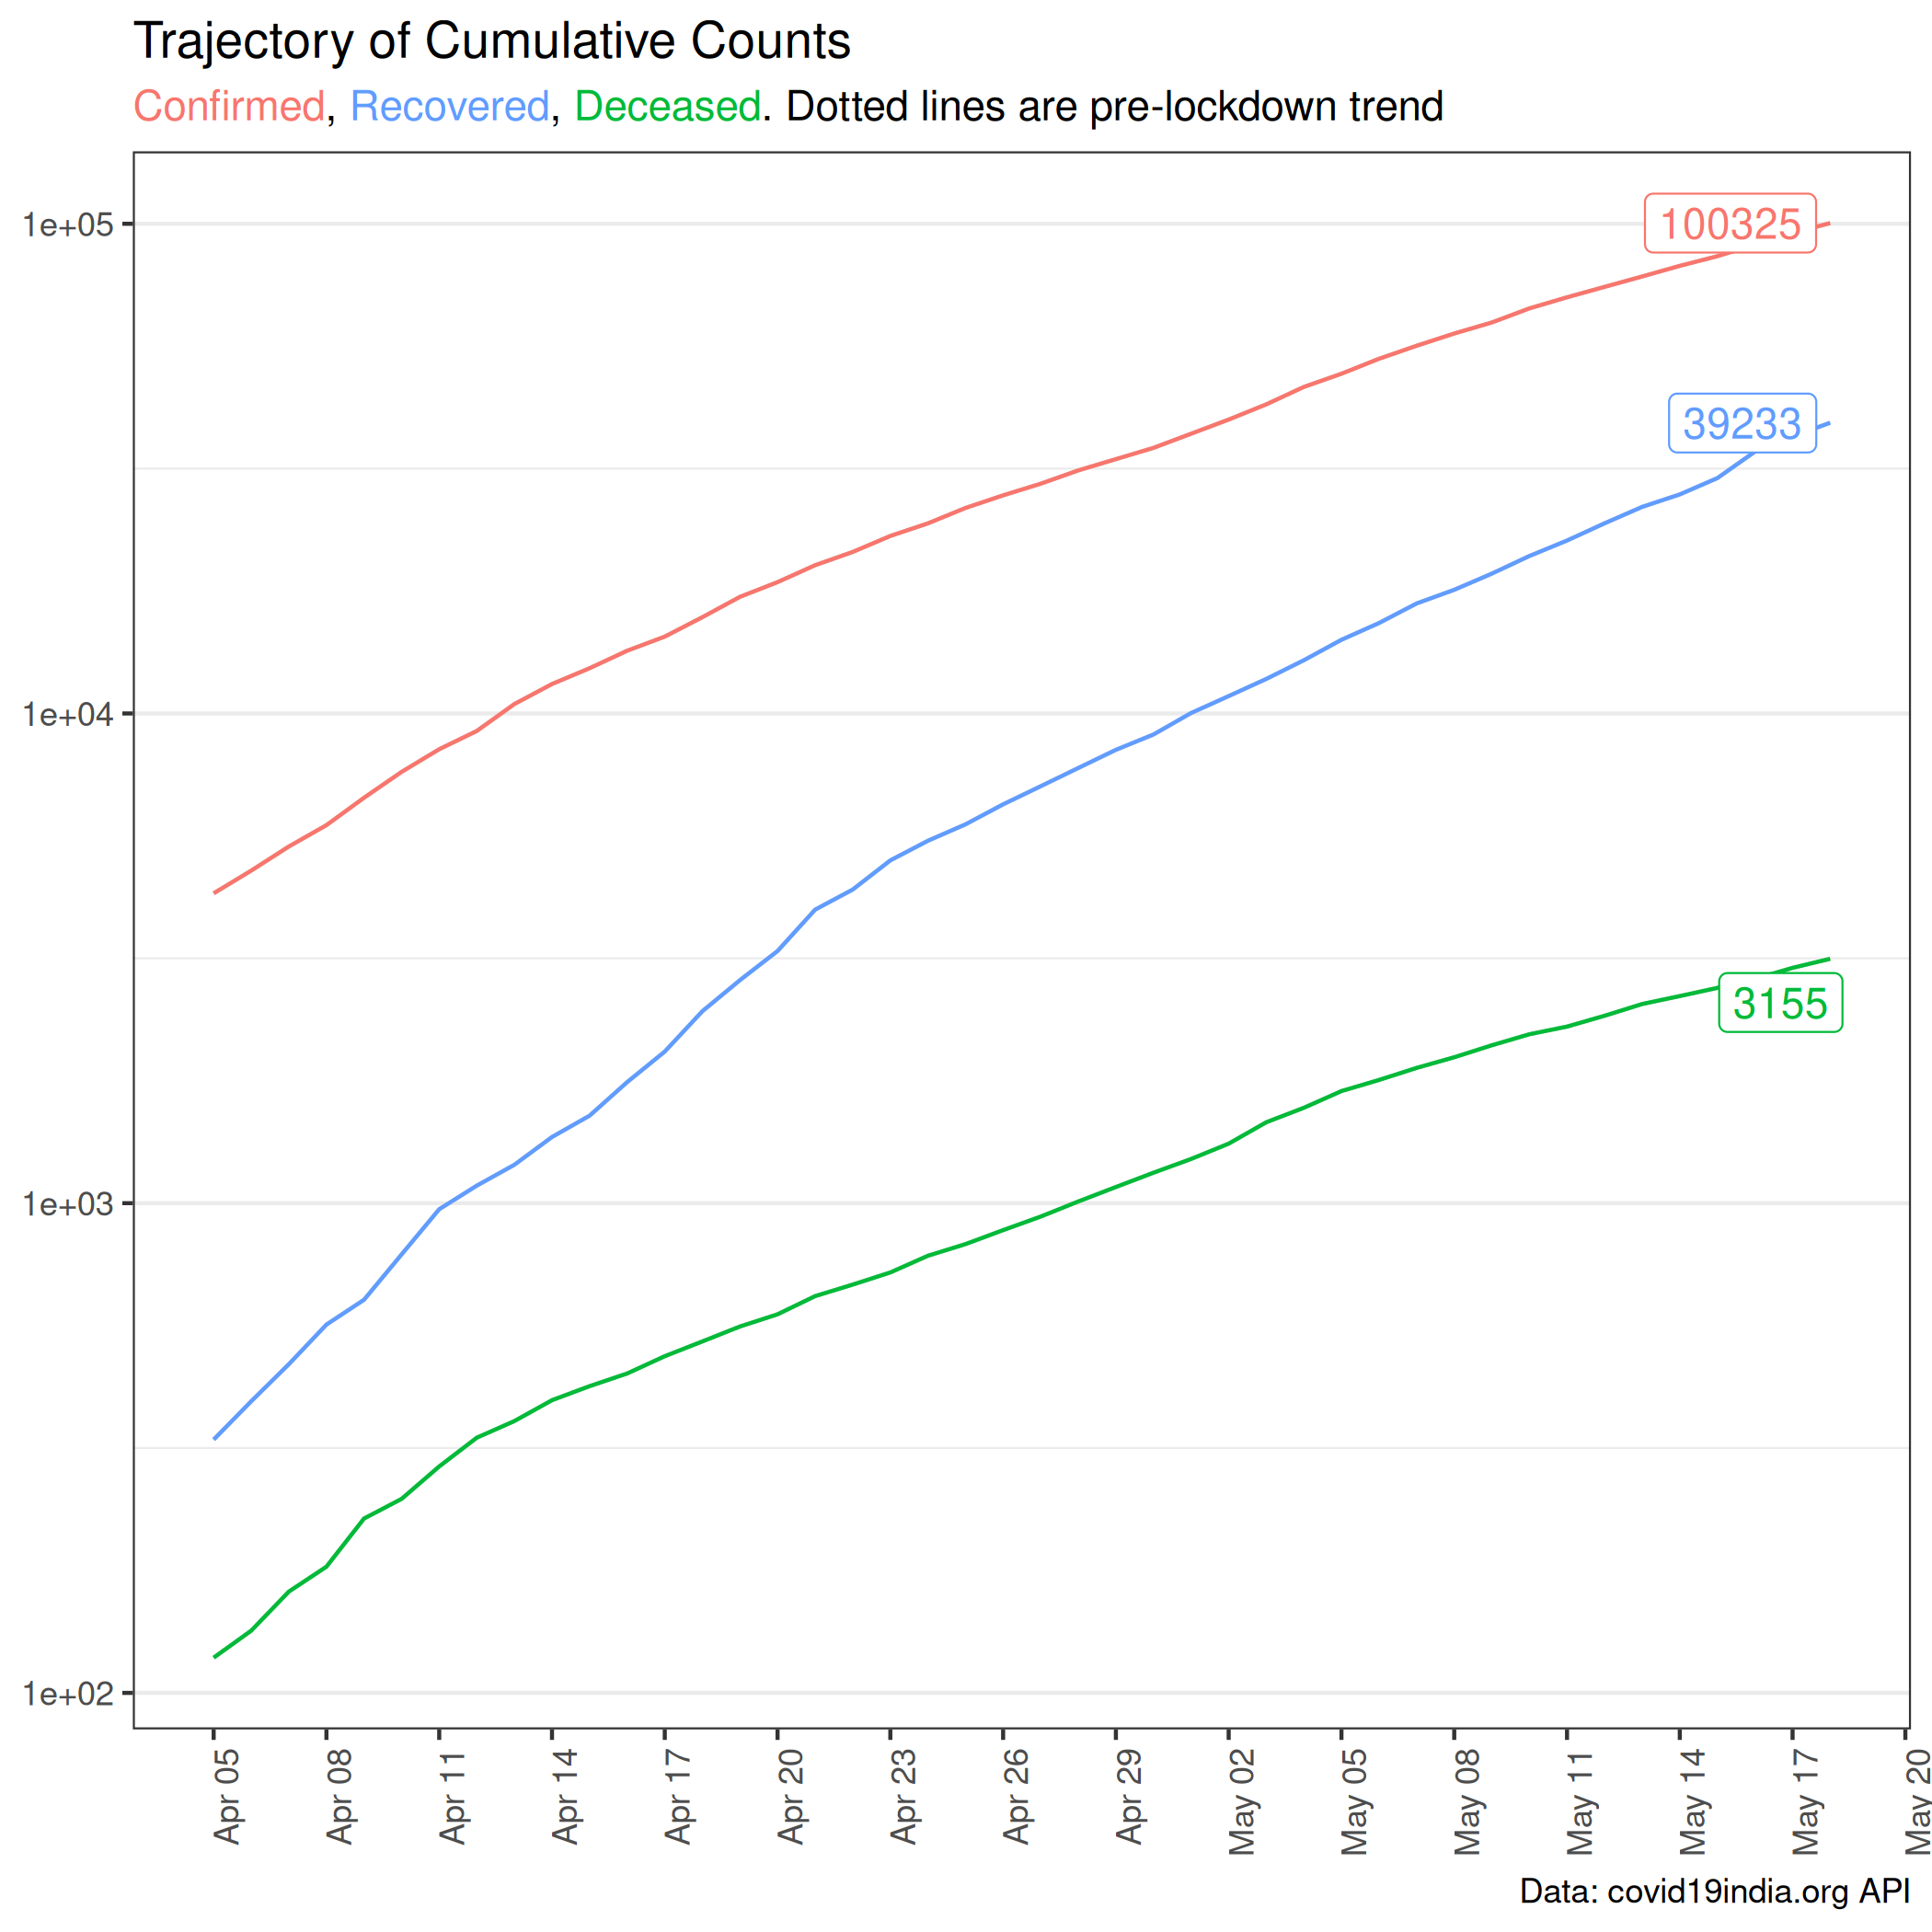 Trajectory of Cumulative Counts
Confirmed, Recovered, Deceased. Dotted lines are pre-lockdown trend
1e+05
1e+04
1e+03
1e+02
100325
39233
3155
Apr 05
Apr 08
Apr 11
Apr 14
Apr 17
Apr 20
Apr 23
Apr 26
Apr 29
May 02
May 05
May 08
May 11
May 14
May 17
May 20
Data: covid19india.org API